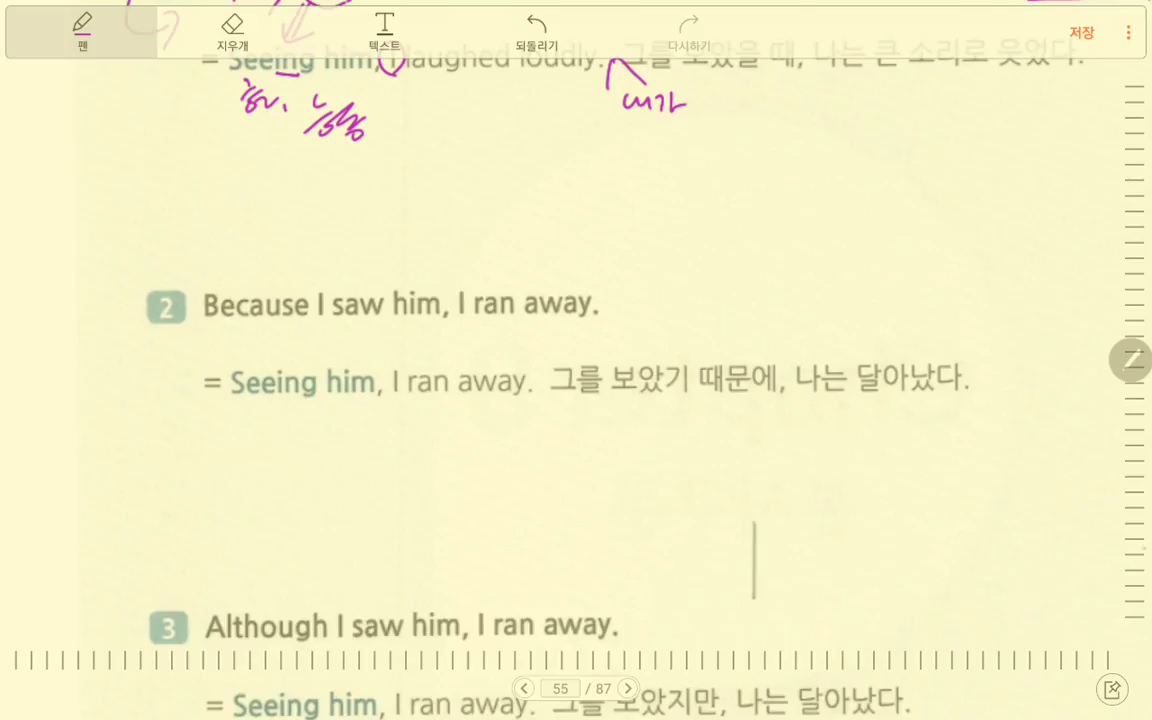 펜 지우개 텍스트 되돌리기 다시하기 저장
= Seeing him, I laughed loudly. 그를 보았을 때, 나는 큰 소리로 웃었다.
내가
능동
2 Because I saw him, I ran away.
= Seeing him, I ran away. 그를 보았기 때문에, 나는 달아났다.
3 Although I saw him, I ran away.
55 / 87
= Seeing him, I ran away. 그를 보았지만, 나는 달아났다.